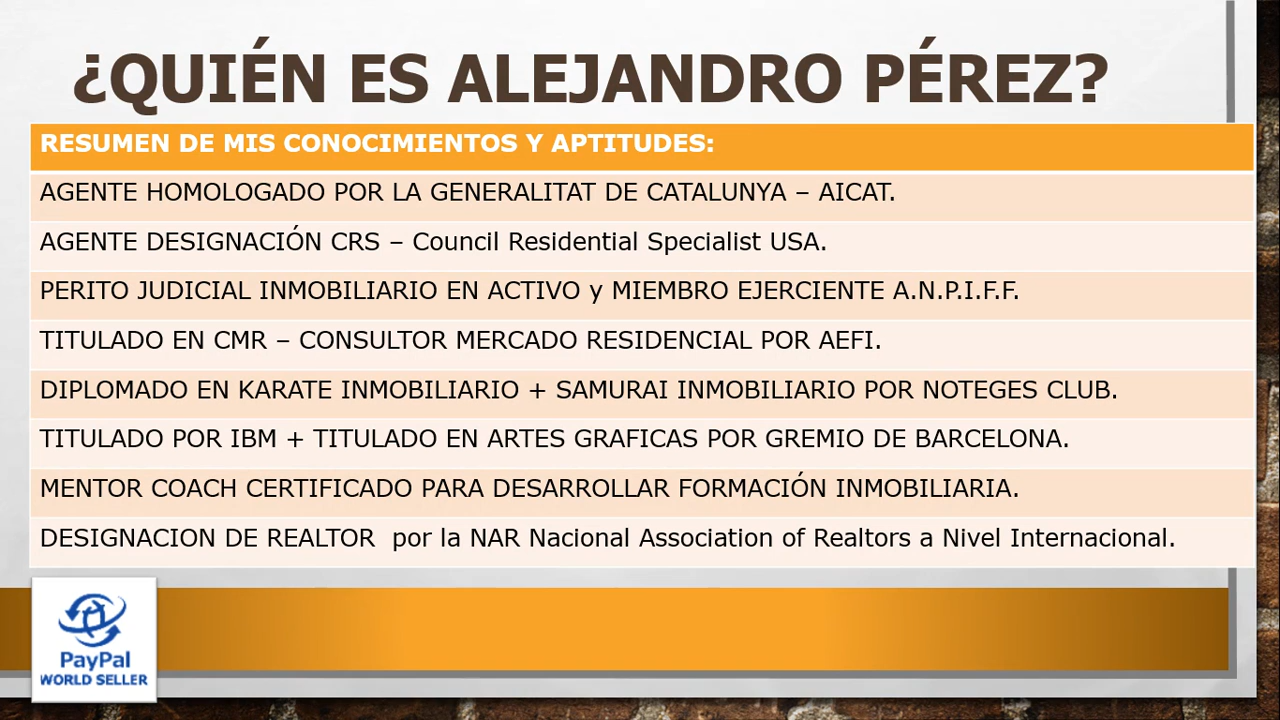 ¿QUIÉN ES ALEJANDRO PÉREZ?
RESUMEN DE MIS CONOCIMIENTOS Y APTITUDES:
AGENTE HOMOLOGADO POR LA GENERALITAT DE CATALUNYA – AICAT.
AGENTE DESIGNACIÓN CRS – Council Residential Specialist USA.
PERITO JUDICIAL INMOBILIARIO EN ACTIVO y MIEMBRO EJERCIENTE A.N.P.I.F.F.
TITULADO EN CMR – CONSULTOR MERCADO RESIDENCIAL POR AEFI.
DIPLOMADO EN KARATE INMOBILIARIO + SAMURAI INMOBILIARIO POR NOTEGES CLUB.
TITULADO POR IBM + TITULADO EN ARTES GRAFICAS POR GREMIO DE BARCELONA.
MENTOR COACH CERTIFICADO PARA DESARROLLAR FORMACIÓN INMOBILIARIA.
DESIGNACION DE REALTOR  por la NAR Nacional Association of Realtors a Nivel Internacional.
PayPal
WORLD SELLER